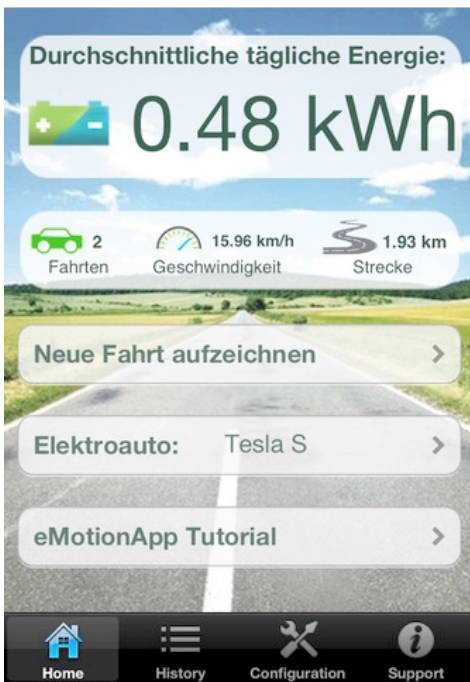 Durchschnittliche tägliche Energie:
0.48 kWh
2
15.96 km/h
1.93 km
Fahrten
Geschwindigkeit
Strecke
Neue Fahrt aufzeichnen
Elektroauto: Tesla S
eMotionApp Tutorial
Home
History
Configuration
Support